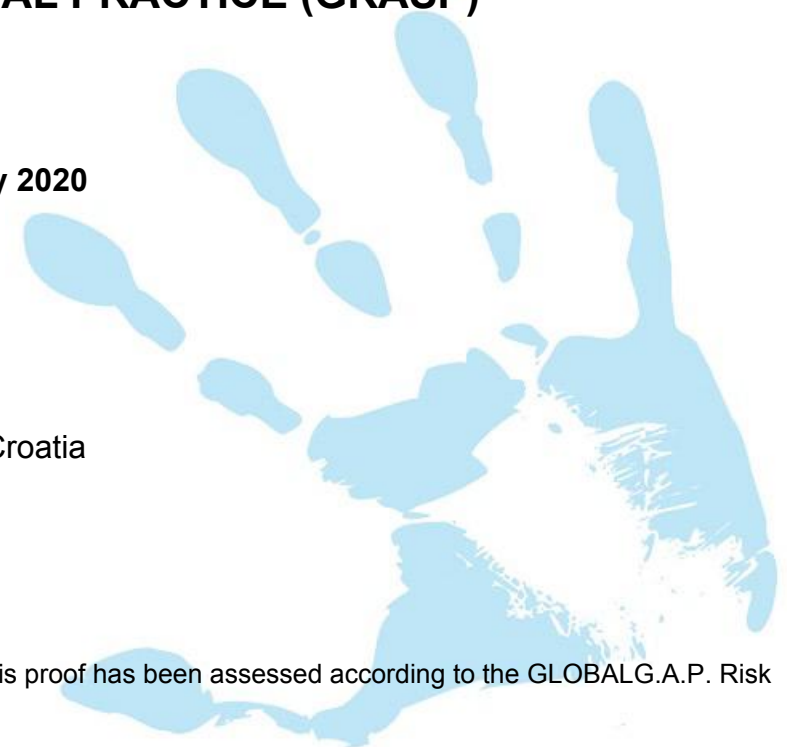 AL PRACTICE (GRASP)
y 2020
Croatia
is proof has been assessed according to the GLOBALG.A.P. Risk